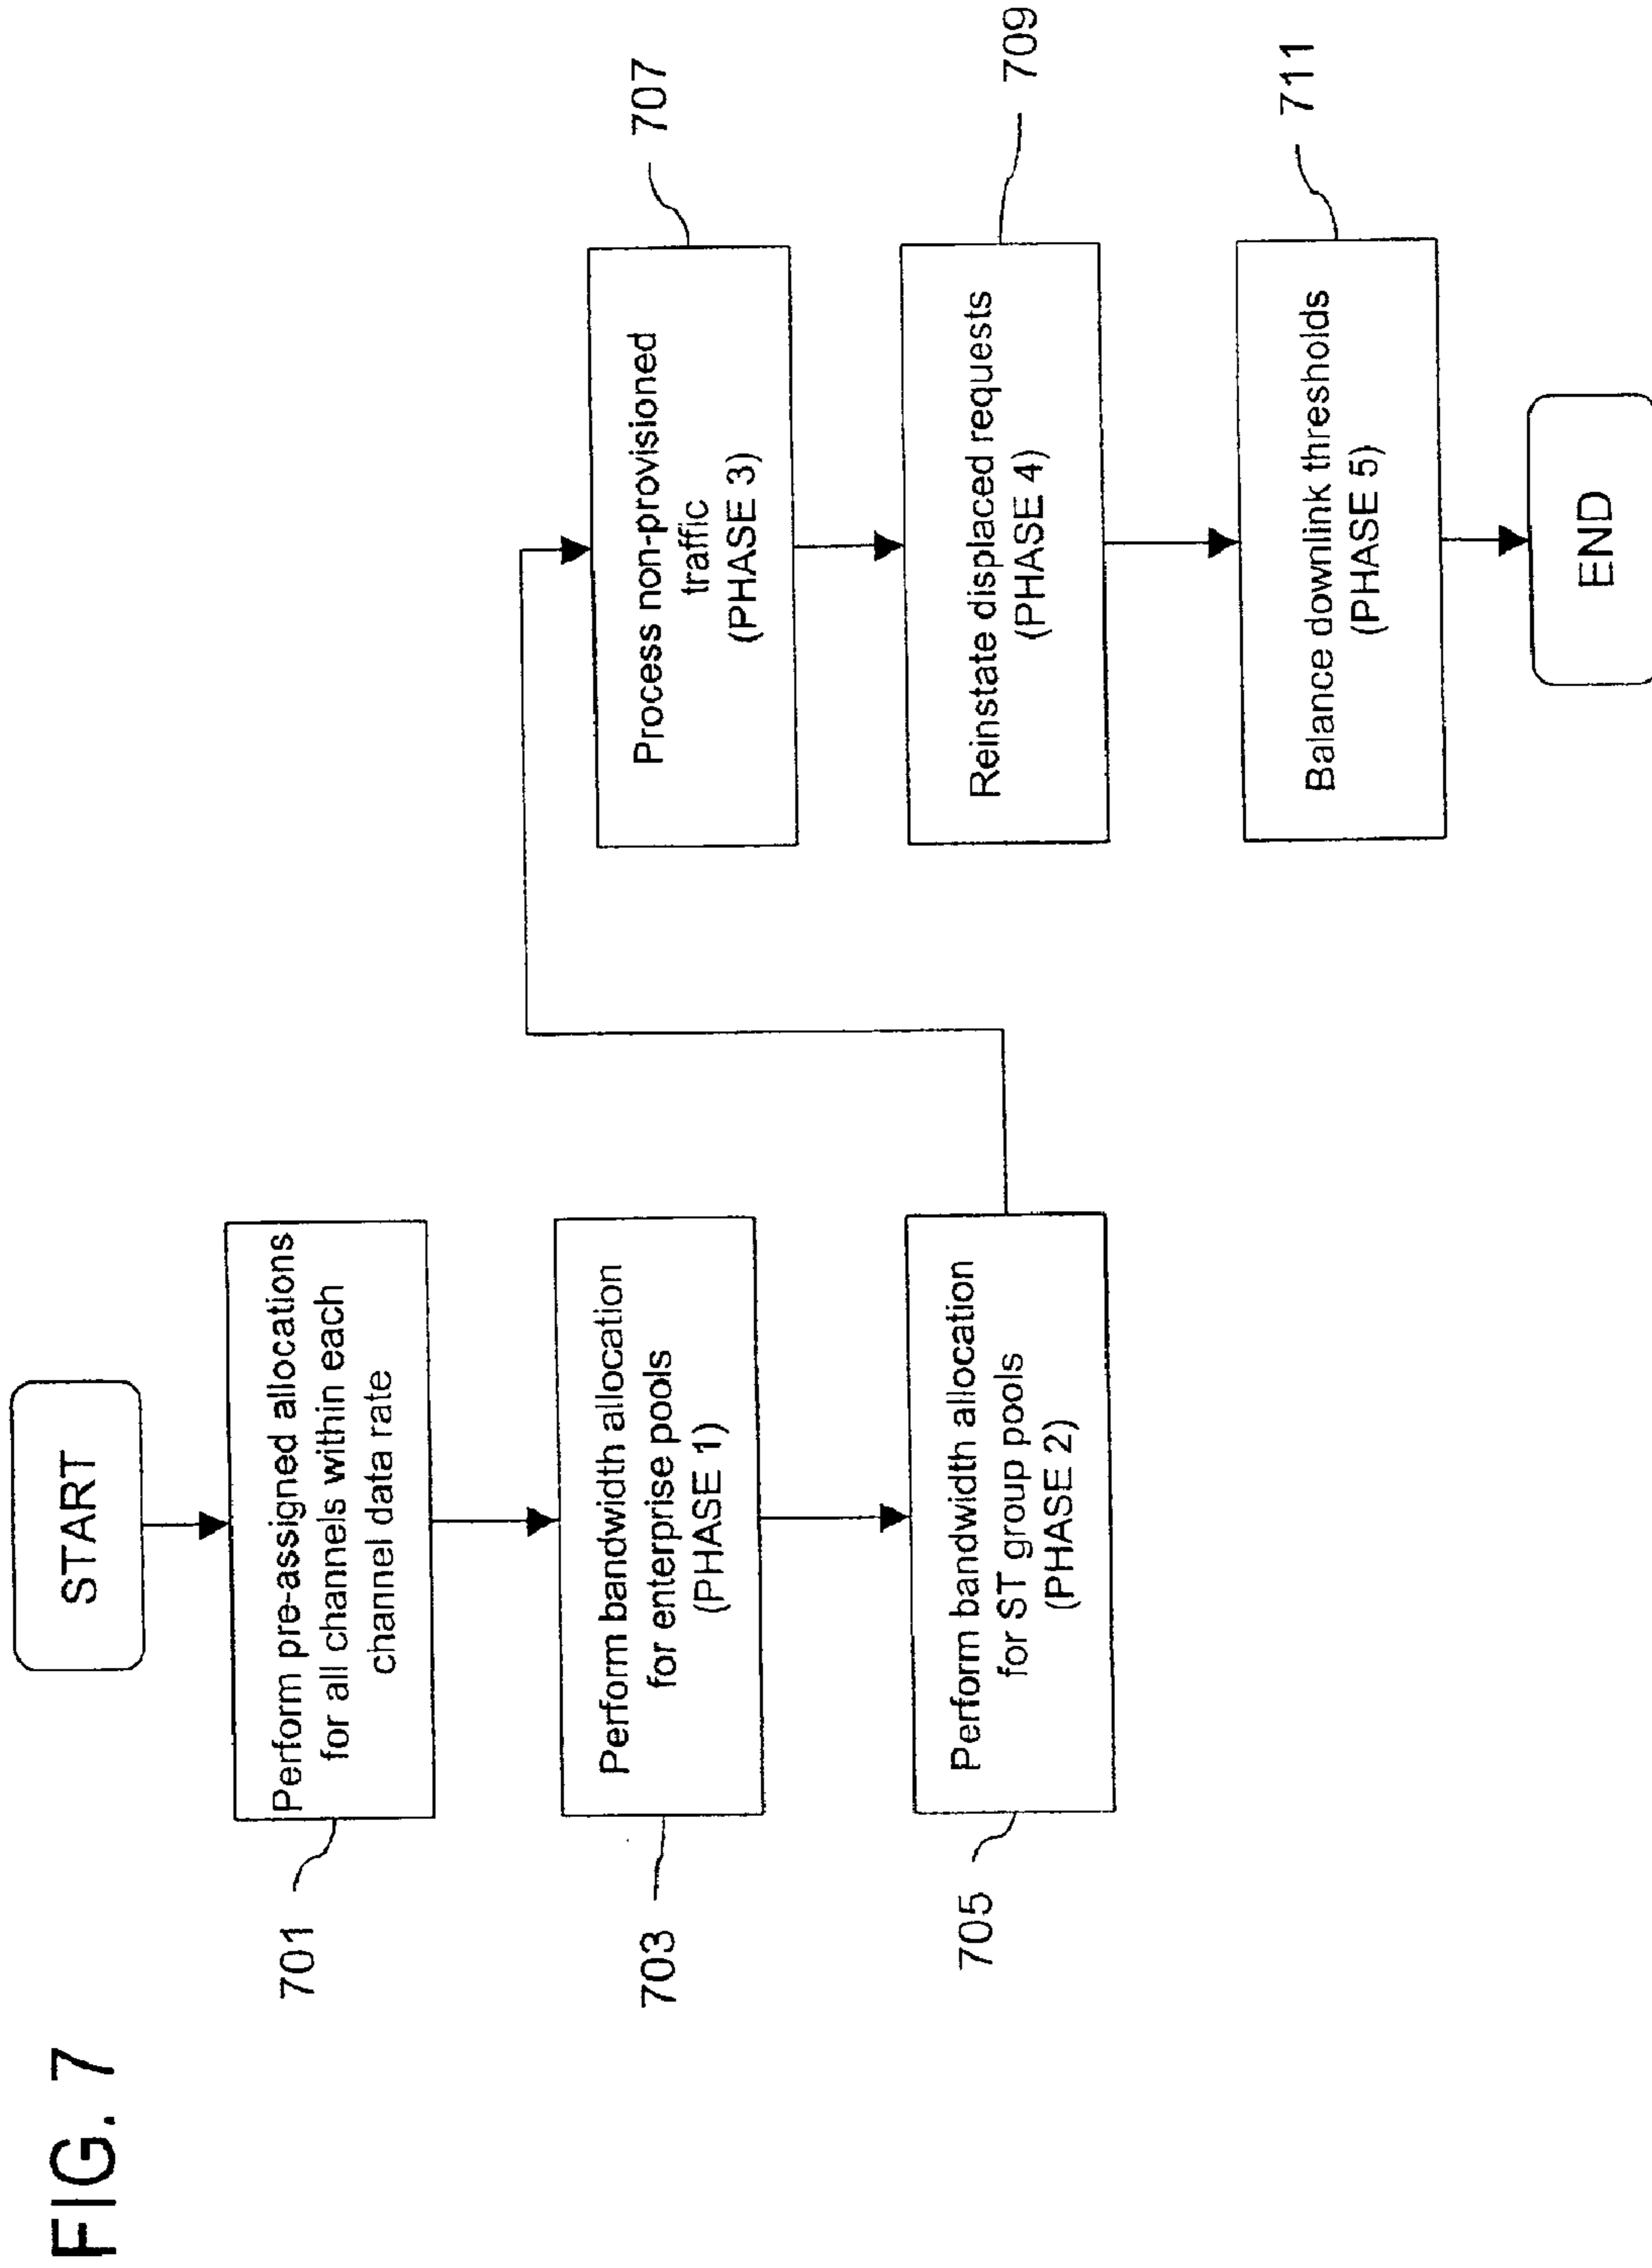 FIG. 7
START
701
Perform pre-assigned allocations
for all channels within each
channel data rate
703
Perform bandwidth allocation
for enterprise pools
(PHASE 1)
705
Perform bandwidth allocation
for ST group pools
(PHASE 2)
Process non-provisioned
traffic
(PHASE 3)
707
Reinstate displaced requests
(PHASE 4)
709
Balance downlink thresholds
(PHASE 5)
711
END